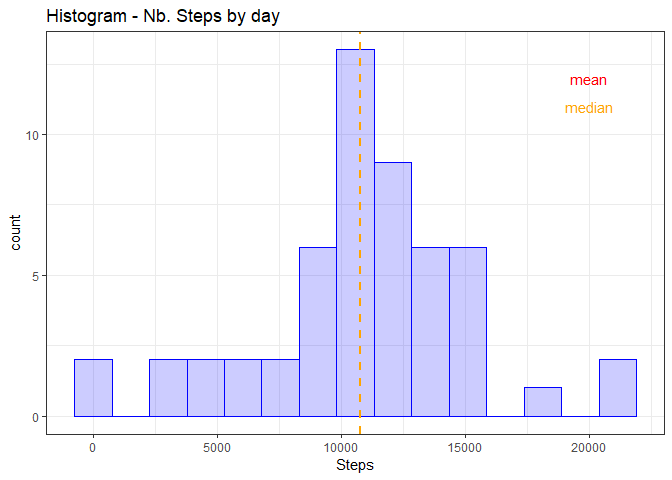 Histogram - Nb. Steps by day
mean
median
10
5
0
count
0 5000 10000 15000 20000
Steps